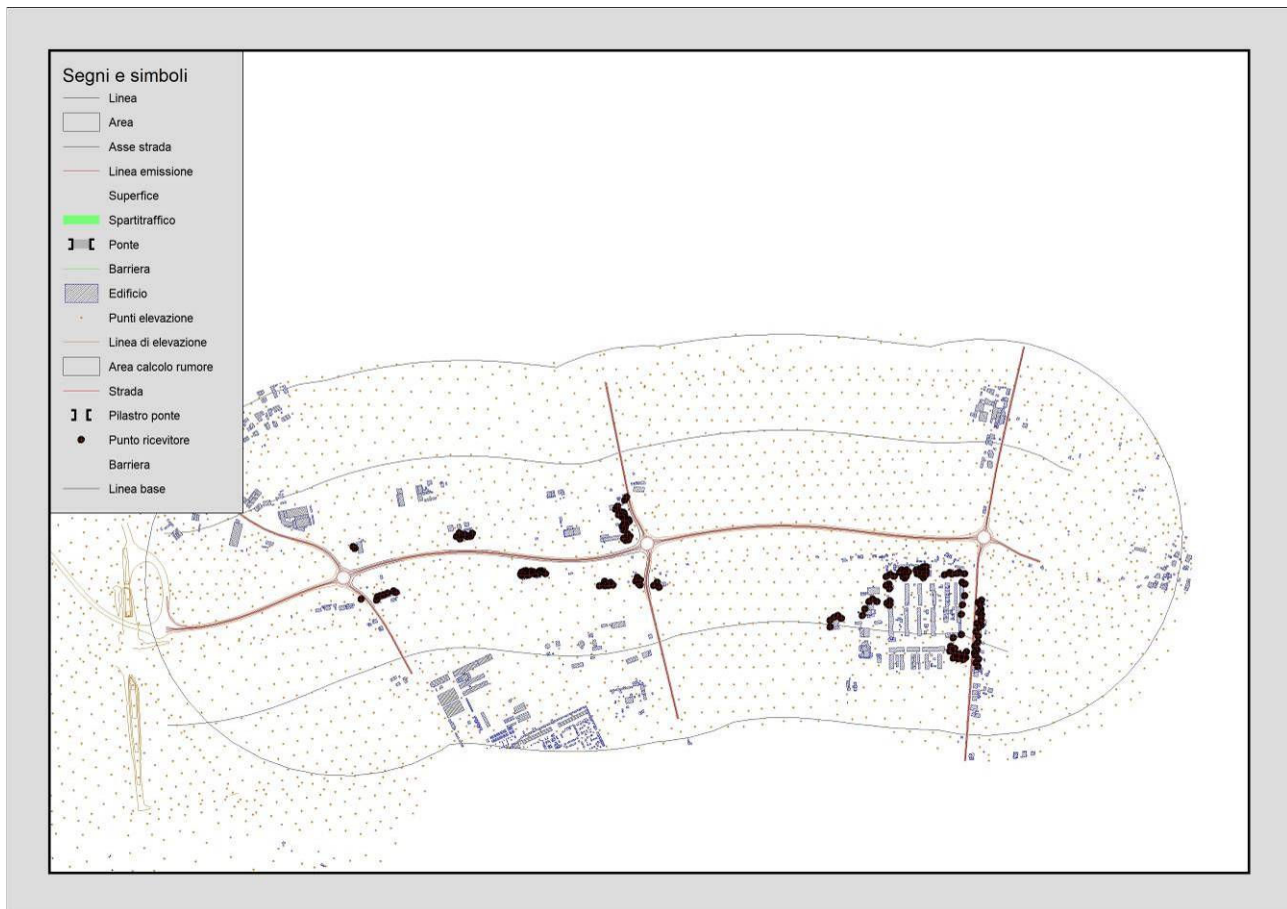 Segni e simboli
Linea
Area
Asse strada
Linea emissione
Superfice
Spartitraffico
Ponte
Barriera
Edificio
Punti elevazione
Linea di elevazione
Area calcolo rumore
Strada
Pilastro ponte
Punto ricevitore
Barriera
Linea base